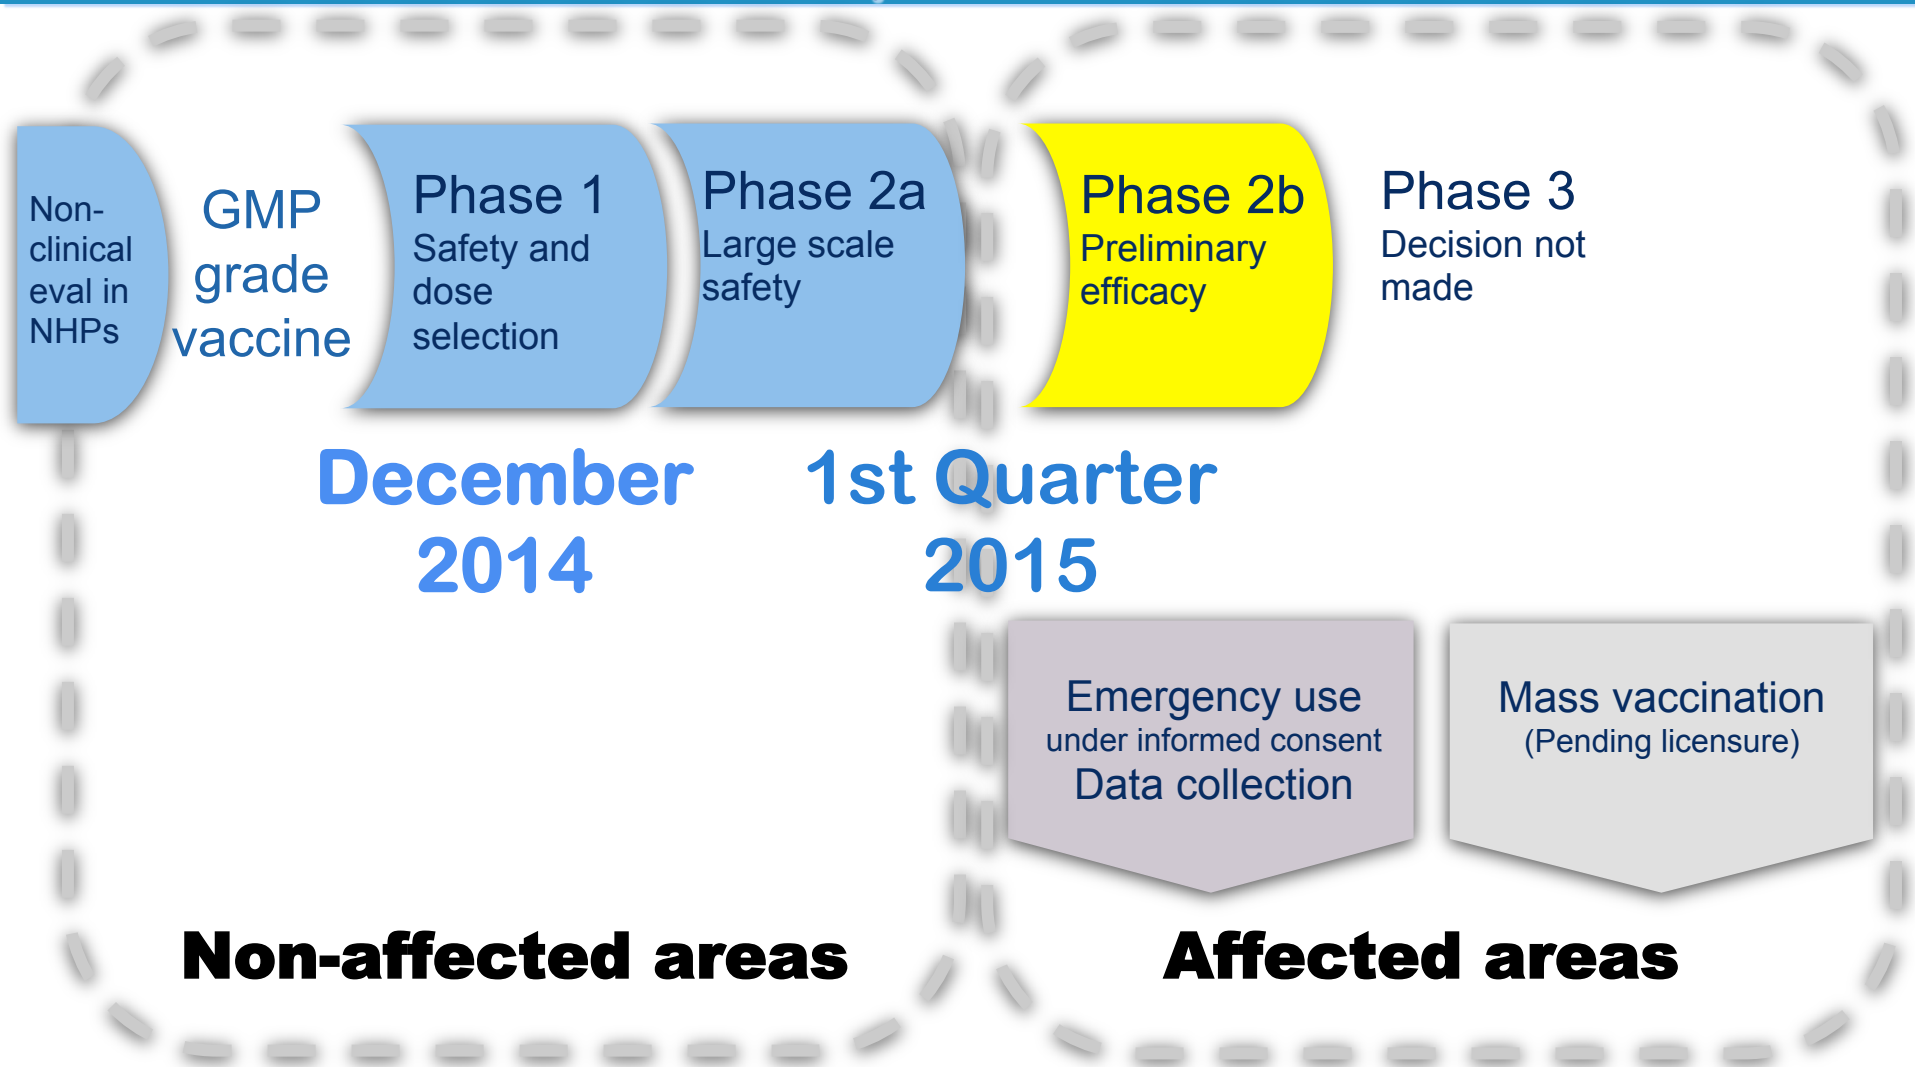 Non-
clinical
eval in
NHPs
GMP
grade
vaccine
Phase 1
Safety and
dose
selection
Phase 2a
Large scale
safety
Phase 2b
Preliminary
efficacy
Phase 3
Decision not
made
December
2014
1st Quarter
2015
Emergency use
under informed consent
Data collection
Mass vaccination
(Pending licensure)
Non-affected areas
Affected areas